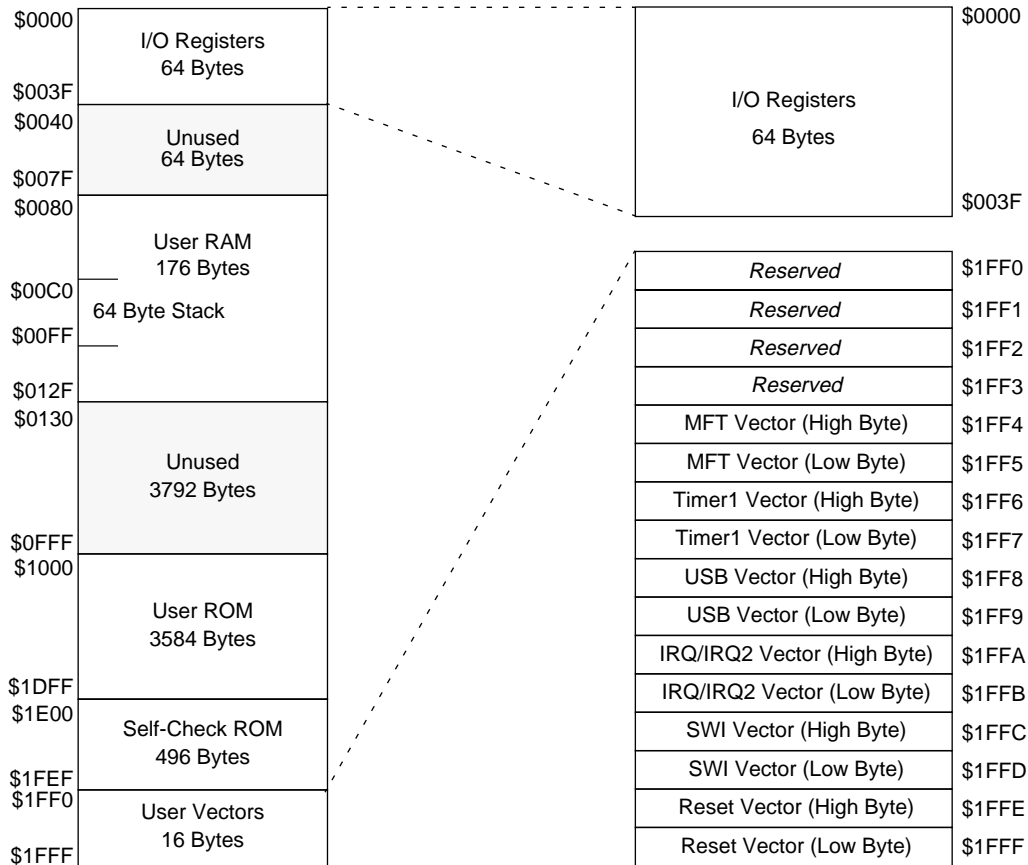 $0000
I/O Registers
64 Bytes
$003F
$0040
Unused
64 Bytes
$007F
$0080
User RAM
176 Bytes
$00C0
64 Byte Stack
$00FF
$012F
$0130
Unused
3792 Bytes
$0FFF
$1000
User ROM
3584 Bytes
$1DFF
$1E00
Self-Check ROM
496 Bytes
$1FEF
$1FF0
User Vectors
16 Bytes
$1FFF
$0000
I/O Registers
64 Bytes
$003F
Reserved $1FF0
Reserved $1FF1
Reserved $1FF2
Reserved $1FF3
MFT Vector (High Byte) $1FF4
MFT Vector (Low Byte) $1FF5
Timer1 Vector (High Byte) $1FF6
Timer1 Vector (Low Byte) $1FF7
USB Vector (High Byte) $1FF8
USB Vector (Low Byte) $1FF9
IRQ/IRQ2 Vector (High Byte) $1FFA
IRQ/IRQ2 Vector (Low Byte) $1FFB
SWI Vector (High Byte) $1FFC
SWI Vector (Low Byte) $1FFD
Reset Vector (High Byte) $1FFE
Reset Vector (Low Byte) $1FFF